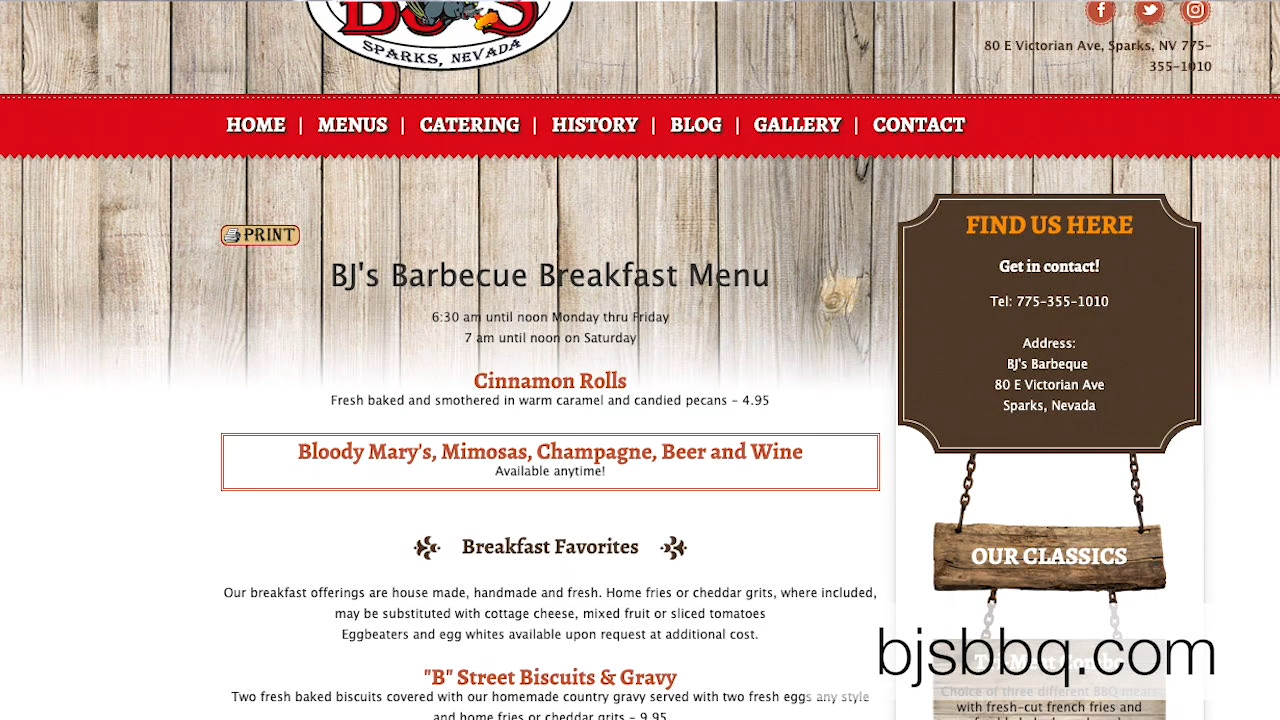 BJ'S
SPARKS, NEVADA
80 E Victorian Ave, Sparks, NV 775-
355-1010
HOME | MENUS | CATERING | HISTORY | BLOG | GALLERY | CONTACT
PRINT
BJ's Barbecue Breakfast Menu
6:30 am until noon Monday thru Friday
7 am until noon on Saturday
Cinnamon Rolls
Fresh baked and smothered in warm caramel and candied pecans - 4.95
Bloody Mary's, Mimosas, Champagne, Beer and Wine
Available anytime!
Breakfast Favorites
Our breakfast offerings are house made, handmade and fresh. Home fries or cheddar grits, where included,
may be substituted with cottage cheese, mixed fruit or sliced tomatoes
Eggbeaters and egg whites available upon request at additional cost.
"B" Street Biscuits & Gravy
Two fresh baked biscuits covered with our homemade country gravy served with two fresh eggs any style
and home fries or cheddar grits - 9.95
FIND US HERE
Get in contact!
Tel: 775-355-1010
Address:
BJ's Barbeque
80 E Victorian Ave
Sparks, Nevada
OUR CLASSICS
bjsbbq.com
Choice of three different BBQ meats
with fresh-cut french fries and